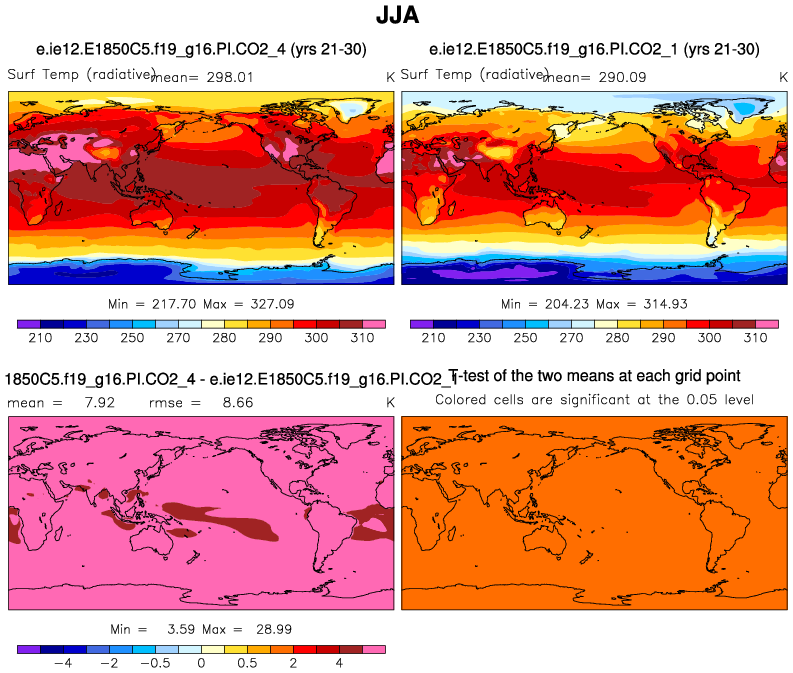 JJA
e.ie12.E1850C5.f19_g16.PI.CO2_4 (yrs 21-30)
Surf Temp (radiative)
mean= 298.01
K
Min = 217.70 Max = 327.09
210 230 250 270 290 300 310
e.ie12.E1850C5.f19_g16.PI.CO2_1 (yrs 21-30)
Surf Temp (radiative)
mean= 290.09
K
Min = 204.23 Max = 314.93
210 230 250 270 290 300 310
1850C5.f19_g16.PI.CO2_4 - e.ie12.E1850C5.f19_g16.PI.CO2_1
mean = 7.92 rmse = 8.66 K
Min = 3.59 Max = 28.99
-4 -2 -0.5 0 0.5 2 4
T-test of the two means at each grid point
Colored cells are significant at the 0.05 level